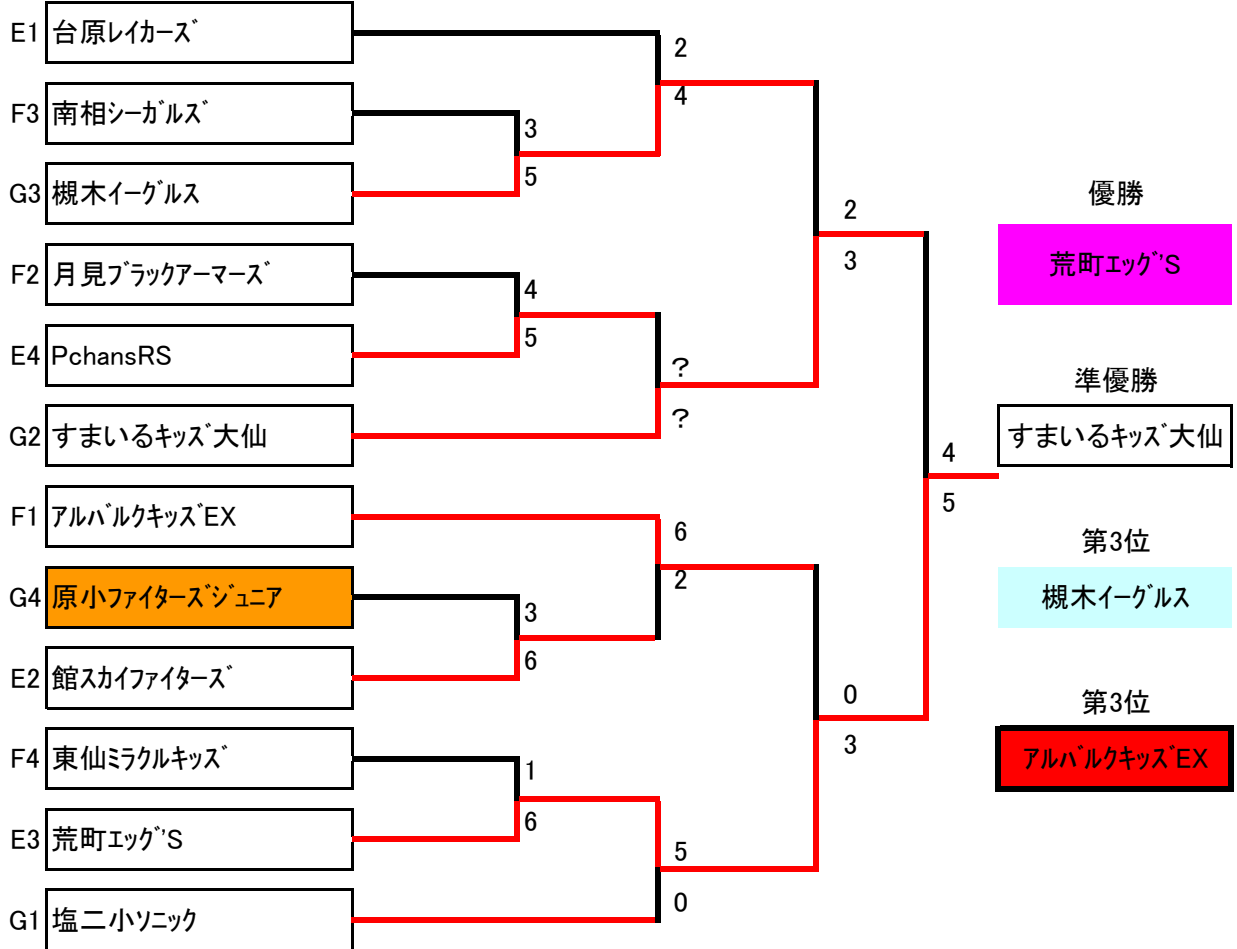 E1 台原レイカーズ
2
4
F3 南相シーガルズ
3
5
G3 槻木イーグルス
F2 月見ブラックアーマーズ
4
5
E4 PchansRS
?
?
G2 すまいるキッズ大仙
2
3
F1 アルバルクキッズEX
6
2
G4 原小ファイターズジュニア
3
6
E2 館スカイファイターズ
0
3
F4 東仙ミラクルキッズ
1
6
E3 荒町エッグ'S
5
0
G1 塩二小ソニック
4
5
優勝
荒町エッグ'S
準優勝
すまいるキッズ大仙
第3位
槻木イーグルス
第3位
アルバルクキッズEX